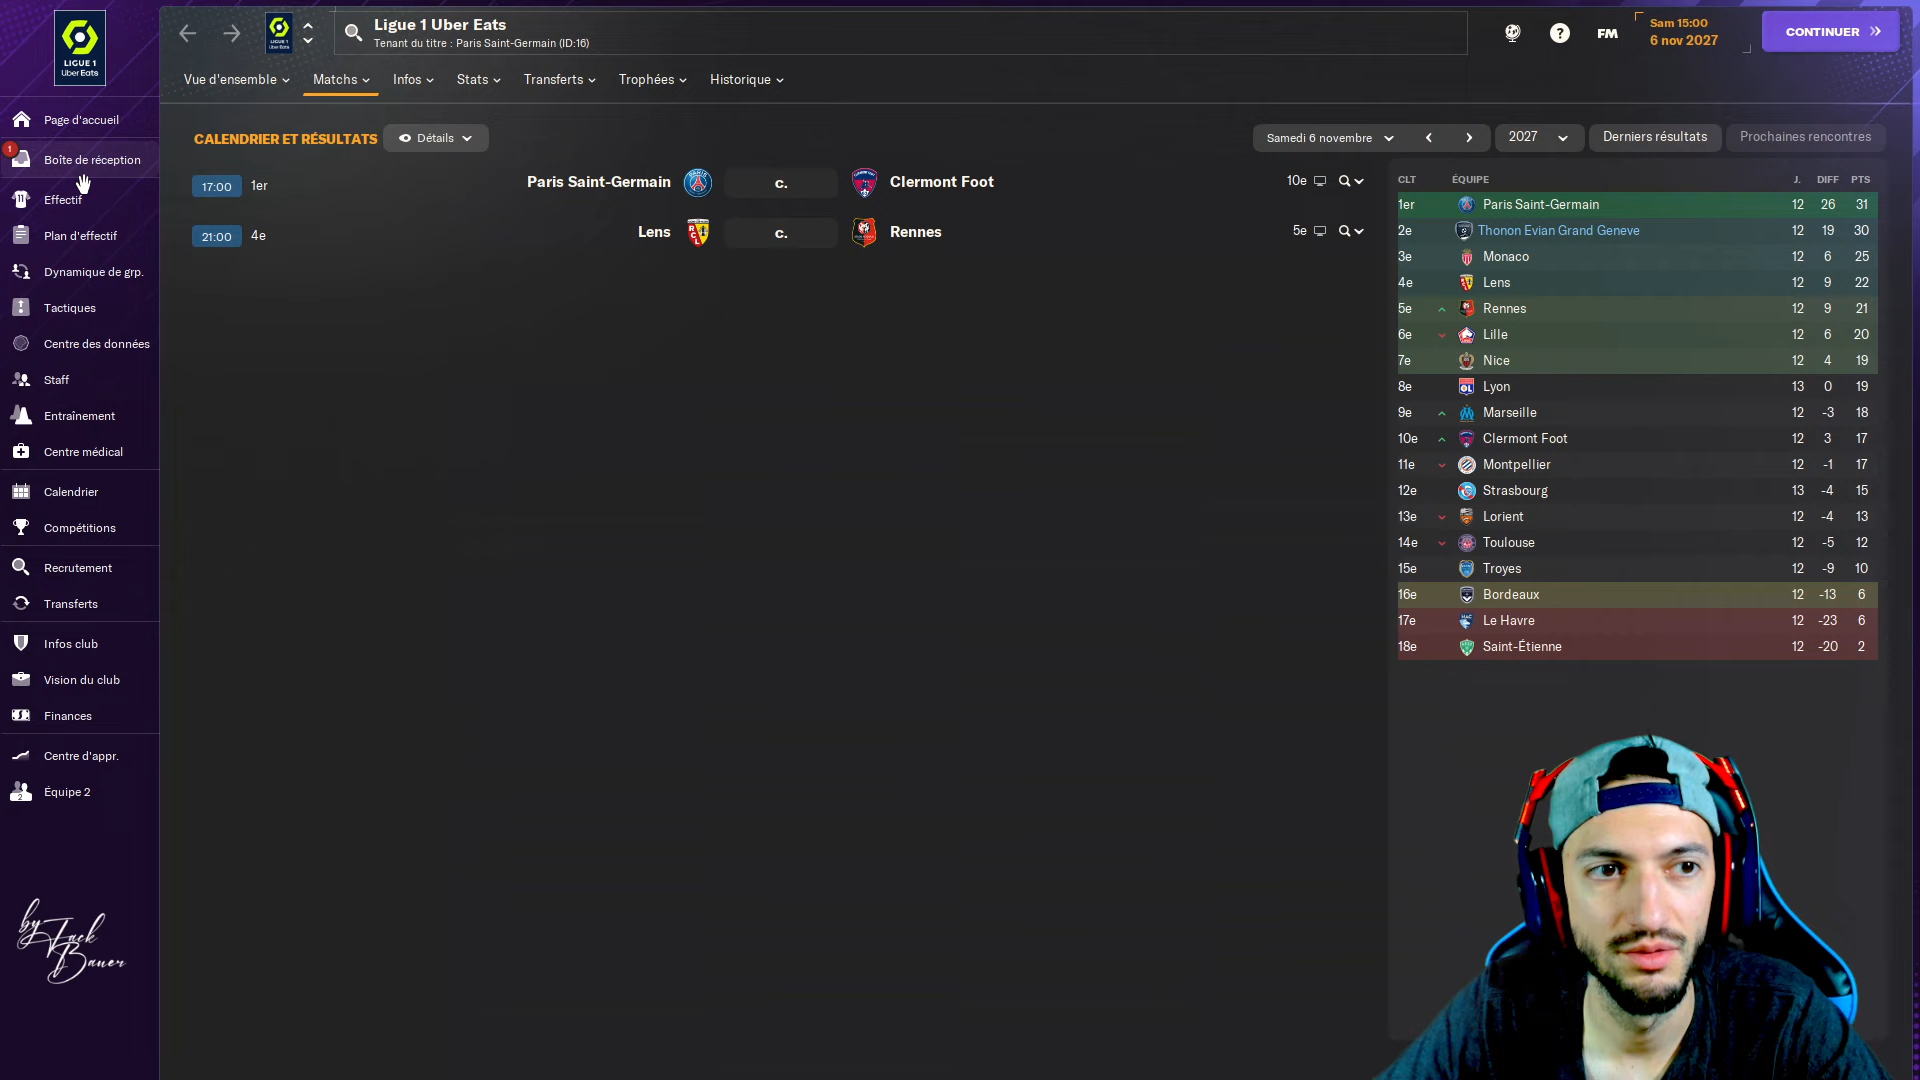 LIGUE 1
Uber Eats
Ligue 1 Uber Eats
Tenant du titre : Paris Saint-Germain (ID:16)
FM
Sam 15:00
6 nov 2027
CONTINUER
Vue d'ensemble
Matchs
Infos
Stats
Transferts
Trophées
Historique
Page d'accueil
1
Boîte de réception
Effectif
Plan d'effectif
Dynamique de grp.
Tactiques
Centre des données
Staff
Entraînement
Centre médical
Calendrier
Compétitions
Recrutement
Transferts
Infos club
Vision du club
Finances
Centre d'appr.
2
Équipe 2
by Jack Bauer
CALENDRIER ET RÉSULTATS
Détails
Samedi 6 novembre
2027
Derniers résultats
Prochaines rencontres
17:00 1er Paris Saint-Germain c. Clermont Foot 10e
21:00 4e Lens c. Rennes 5e
CLT ÉQUIPE J. DIFF PTS
1er Paris Saint-Germain 12 26 31
2e Thonon Evian Grand Geneve 12 19 30
3e Monaco 12 6 25
4e Lens 12 9 22
5e Rennes 12 9 21
6e Lille 12 6 20
7e Nice 12 4 19
8e Lyon 13 0 19
9e Marseille 12 -3 18
10e Clermont Foot 12 3 17
11e Montpellier 12 -1 17
12e Strasbourg 13 -4 15
13e Lorient 12 -4 13
14e Toulouse 12 -5 12
15e Troyes 12 -9 10
16e Bordeaux 12 -13 6
17e Le Havre 12 -23 6
18e Saint-Étienne 12 -20 2